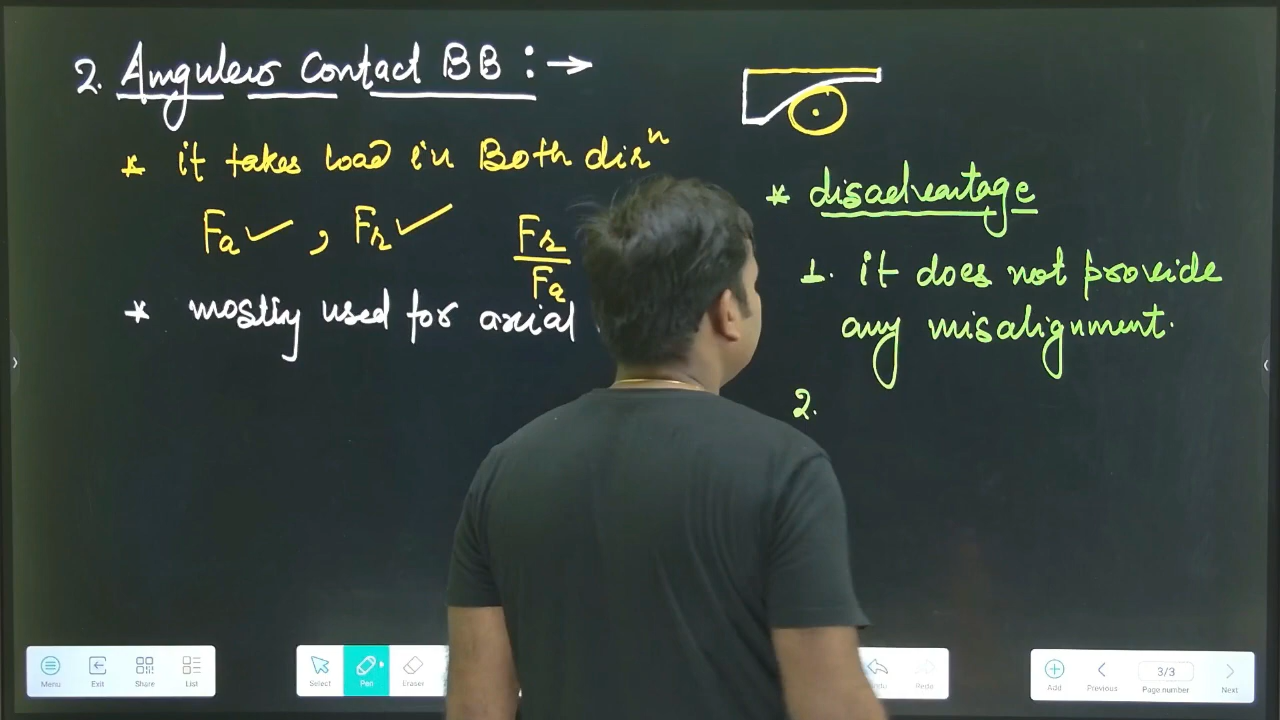 2. Angular Contact BB :→
* it takes load in Both dirⁿ
Fa✓ , Fr✓ Fr/Fa
* mostly used for axial
* disadvantage
1. it does not provide
any misalignment.
2.
Menu Exit Share List
Select Pen Eraser
Undo Redo
Add Previous 3/3 Page number Next